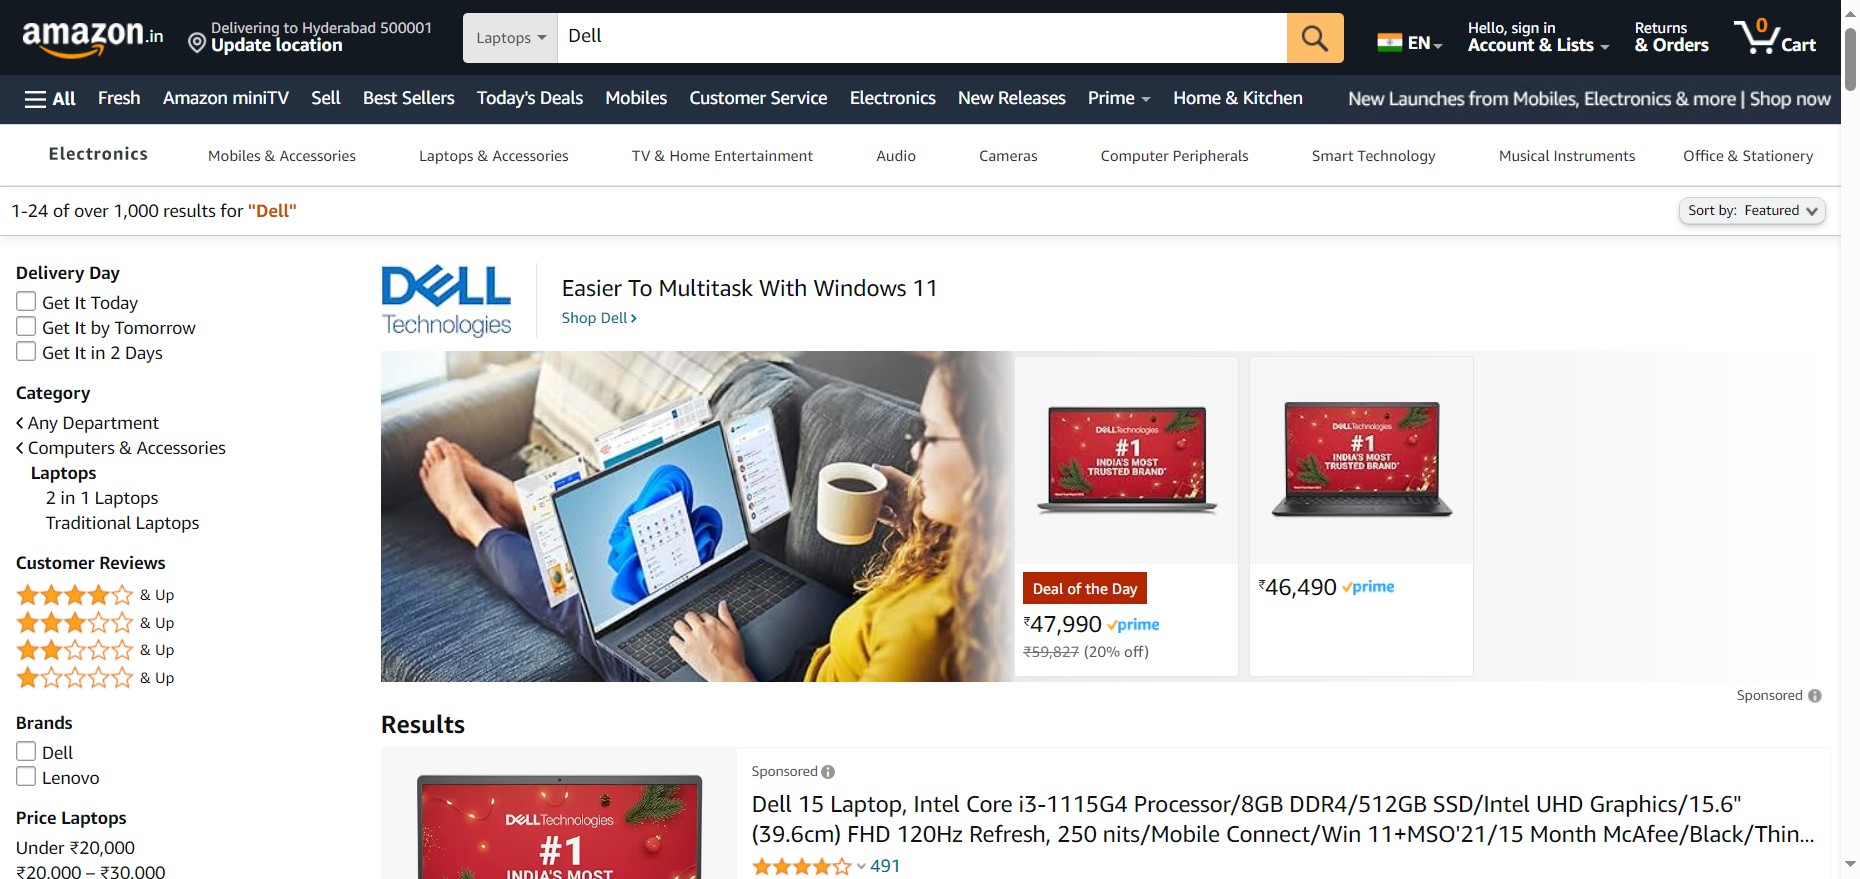 amazon.in
Delivering to Hyderabad 500001
Update location
Laptops
Dell
EN
Hello, sign in
Account & Lists
Returns
& Orders
0
Cart
All
Fresh
Amazon miniTV
Sell
Best Sellers
Today's Deals
Mobiles
Customer Service
Electronics
New Releases
Prime
Home & Kitchen
New Launches from Mobiles, Electronics & more | Shop now
Electronics
Mobiles & Accessories
Laptops & Accessories
TV & Home Entertainment
Audio
Cameras
Computer Peripherals
Smart Technology
Musical Instruments
Office & Stationery
1-24 of over 1,000 results for "Dell"
Sort by: Featured
Delivery Day
Get It Today
Get It by Tomorrow
Get It in 2 Days
Category
Any Department
Computers & Accessories
Laptops
2 in 1 Laptops
Traditional Laptops
Customer Reviews
& Up
& Up
& Up
& Up
Brands
Dell
Lenovo
Price Laptops
Under ₹20,000
₹20,000 – ₹30,000
DELL
Technologies
Easier To Multitask With Windows 11
Shop Dell
DELLTechnologies
#1
INDIA'S MOST
TRUSTED BRAND*
Deal of the Day
₹47,990 prime
₹59,827 (20% off)
DELLTechnologies
#1
INDIA'S MOST
TRUSTED BRAND*
₹46,490 prime
Sponsored
Results
DELLTechnologies
#1
INDIA'S MOST
Sponsored
Dell 15 Laptop, Intel Core i3-1115G4 Processor/8GB DDR4/512GB SSD/Intel UHD Graphics/15.6"
(39.6cm) FHD 120Hz Refresh, 250 nits/Mobile Connect/Win 11+MSO'21/15 Month McAfee/Black/Thin...
491